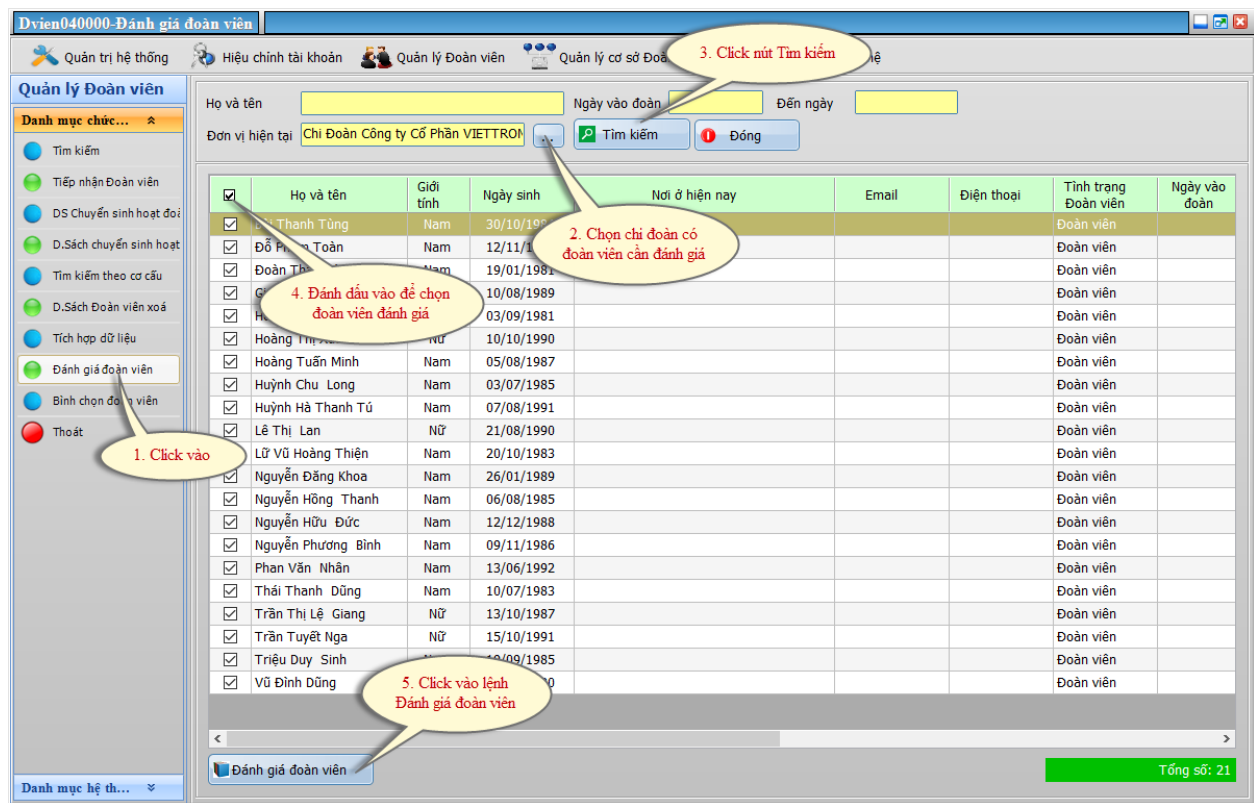 Dvien040000-Đánh giá đoàn viên
Quản trị hệ thống Hiệu chỉnh tài khoản Quản lý Đoàn viên Quản lý cơ sở
3. Click nút Tìm kiếm
Quản lý Đoàn viên
Danh mục chức...
Tìm kiếm
Tiếp nhận Đoàn viên
DS Chuyển sinh hoạt
D.Sách chuyển sinh hoạt
Tìm kiếm theo cơ cấu
D.Sách Đoàn viên xoá
Tích hợp dữ liệu
Đánh giá đoàn viên
Bình chọn viên
Thoát
1. Click vào
Danh mục hệ th...
Họ và tên Ngày vào đoàn Đến ngày
Đơn vị hiện tại Chi Đoàn Công ty Cổ Phần VIETTRON ... Tìm kiếm Đóng
Họ và tên Giới tính Ngày sinh Nơi ở hiện nay Email Điện thoại Tình trạng Đoàn viên Ngày vào đoàn
Thanh Tùng Nam Đoàn viên
2. Chọn chi đoàn có
đoàn viên cần đánh giá
Đỗ Toàn Nam Đoàn viên
Đoàn 19/01/1981 Đoàn viên
4. Đánh dấu vào để chọn
đoàn viên đánh giá
10/08/1989 Đoàn viên
03/09/1981 Đoàn viên
Hoàng 10/10/1990 Đoàn viên
Hoàng Tuấn Minh Nam 05/08/1987 Đoàn viên
Huỳnh Chu Long Nam 03/07/1985 Đoàn viên
Huỳnh Hà Thanh Tú Nam 07/08/1991 Đoàn viên
Lê Thị Lan Nữ 21/08/1990 Đoàn viên
Lữ Vũ Hoàng Thiện Nam 20/10/1983 Đoàn viên
Nguyễn Đăng Khoa Nam 26/01/1989 Đoàn viên
Nguyễn Hồng Thanh Nam 06/08/1985 Đoàn viên
Nguyễn Hữu Đức Nam 12/12/1988 Đoàn viên
Nguyễn Phương Bình Nam 09/11/1986 Đoàn viên
Phan Văn Nhân Nam 13/06/1992 Đoàn viên
Thái Thanh Dũng Nam 10/07/1983 Đoàn viên
Trần Thị Lệ Giang Nữ 13/10/1987 Đoàn viên
Trần Tuyết Nga Nữ 15/10/1991 Đoàn viên
Triệu Duy Sinh Đoàn viên
Vũ Đình Dũng Đoàn viên
5. Click vào lệnh
Đánh giá đoàn viên
Đánh giá đoàn viên Tổng số: 21